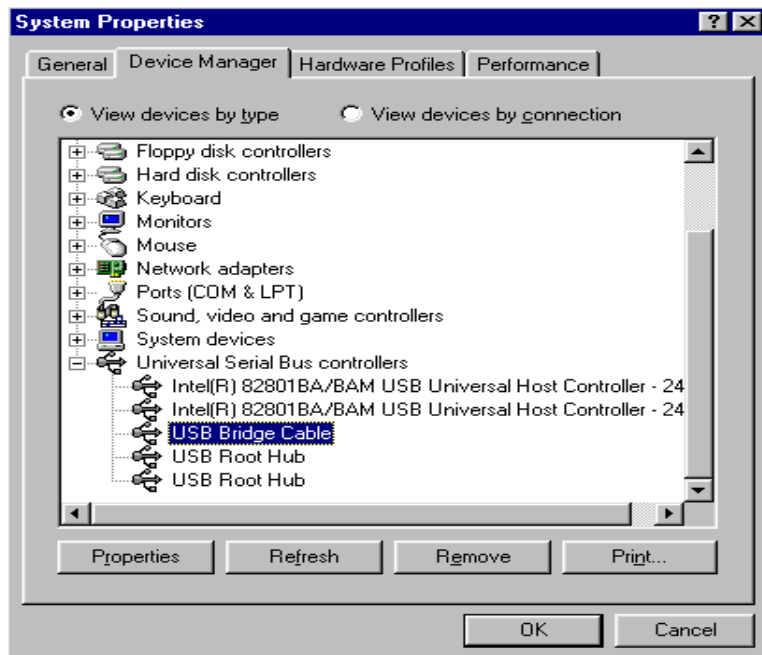 System Properties
General Device Manager Hardware Profiles Performance
View devices by type View devices by connection
Floppy disk controllers
Hard disk controllers
Keyboard
Monitors
Mouse
Network adapters
Ports (COM & LPT)
Sound, video and game controllers
System devices
Universal Serial Bus controllers
Intel(R) 82801BA/BAM USB Universal Host Controller - 24
Intel(R) 82801BA/BAM USB Universal Host Controller - 24
USB Bridge Cable
USB Root Hub
USB Root Hub
Properties Refresh Remove Print...
OK Cancel